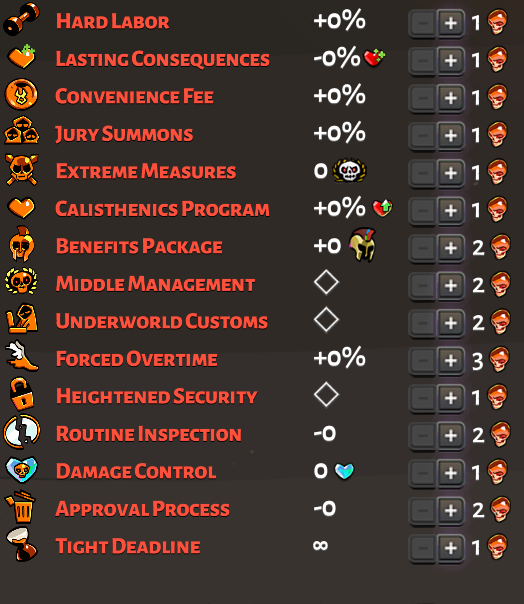 HARD LABOR +0% − + 1
LASTING CONSEQUENCES -0% − + 1
CONVENIENCE FEE +0% − + 1
JURY SUMMONS +0% − + 1
EXTREME MEASURES 0 − + 1
CALISTHENICS PROGRAM +0% − + 1
BENEFITS PACKAGE +0 − + 2
MIDDLE MANAGEMENT − + 2
UNDERWORLD CUSTOMS − + 2
FORCED OVERTIME +0% − + 3
HEIGHTENED SECURITY − + 1
ROUTINE INSPECTION -0 − + 2
DAMAGE CONTROL 0 − + 1
APPROVAL PROCESS -0 − + 2
TIGHT DEADLINE ∞ − + 1